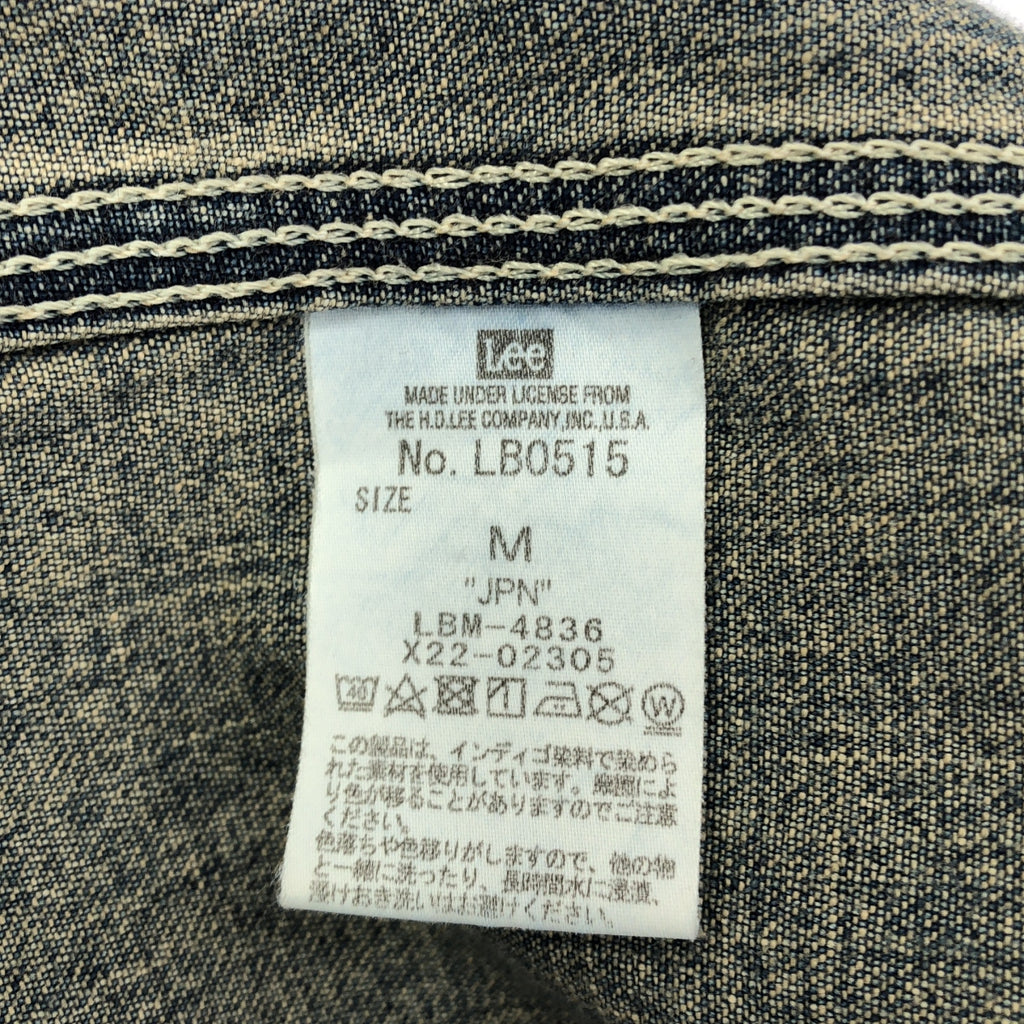 Lee
MADE UNDER LICENSE FROM
THE H.D.LEE COMPANY,INC.,U.S.A.
No. LB0515
SIZE
M
"JPN"
LBM-4836
X22-02305
40
W
この製品は、インディゴ染料で染めら
れた素材を使用しています。摩擦によ
り色が移ることがありますのでご注意
ください。
色落ちや色移りがしますので、他の物
と一緒に洗ったり、長時間水に浸漬、
浸けおき洗いはお避けください。